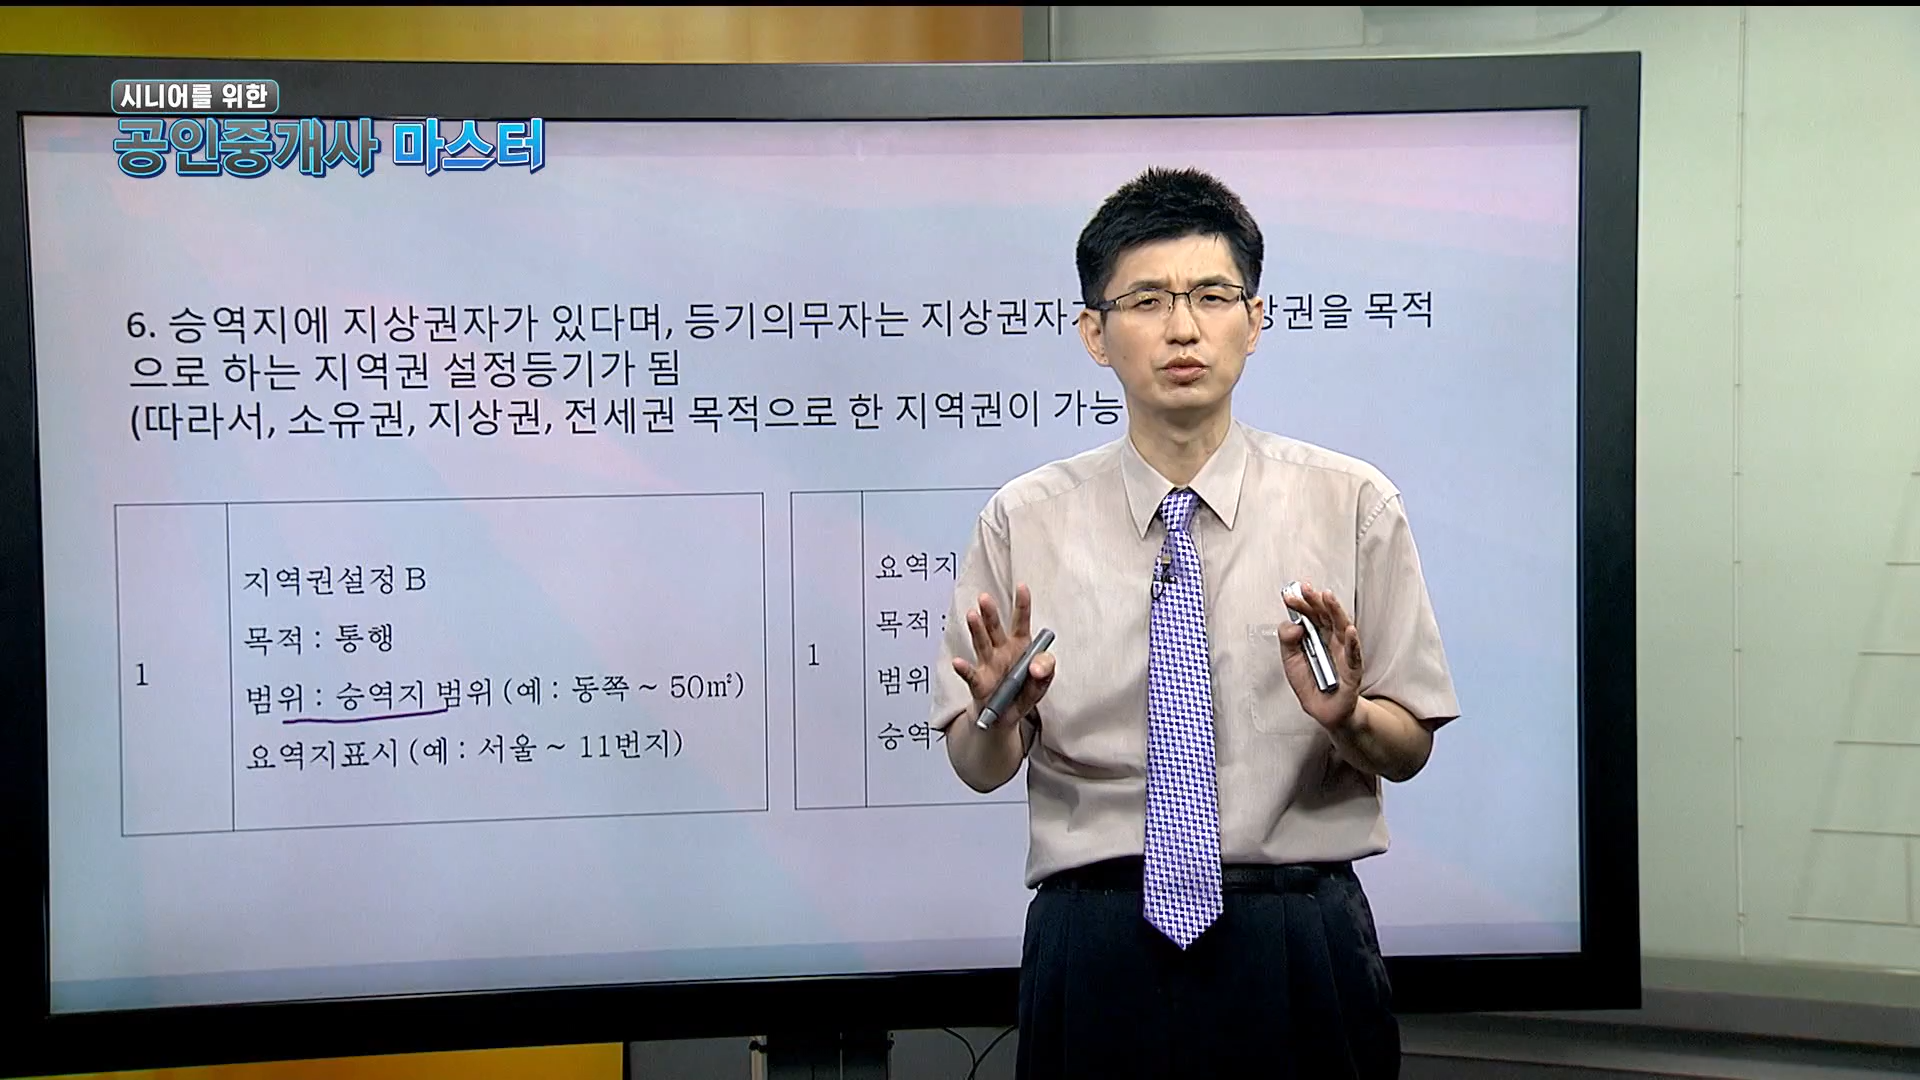 시니어를 위한
공인중개사 마스터
6. 승역지에 지상권자가 있다며, 등기의무자는 지상권자 상권을 목적
으로 하는 지역권 설정등기가 됨
(따라서, 소유권, 지상권, 전세권 목적으로 한 지역권이 가능
1
지역권설정 B
목적 : 통행
범위 : 승역지 범위 (예 : 동쪽 ~ 50㎡)
요역지표시 (예 : 서울 ~ 11번지)
1
요역지
목적 :
범위
승역